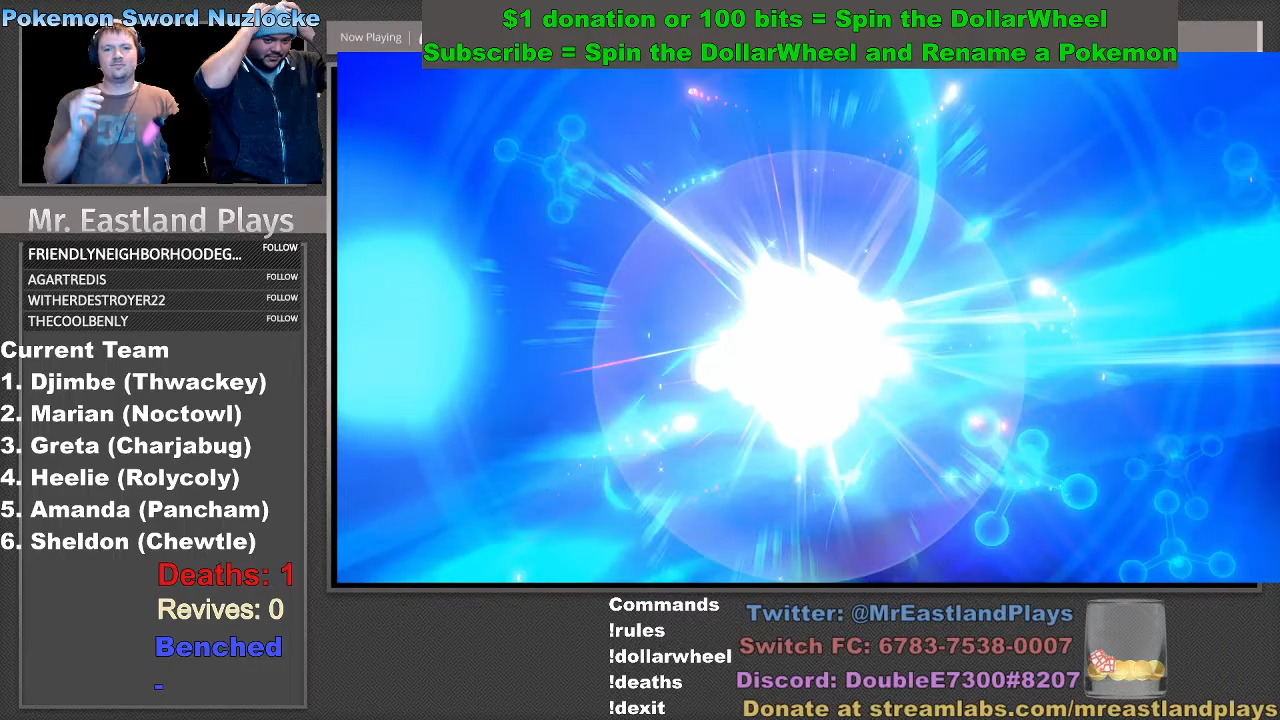 Pokemon Sword Nuzlocke
$1 donation or 100 bits = Spin the DollarWheel
Now Playing
Subscribe = Spin the DollarWheel and Rename a Pokemon
DC
Mr. Eastland Plays
FRIENDLYNEIGHBORHOODEG... FOLLOW
AGARTREDIS FOLLOW
WITHERDESTROYER22 FOLLOW
THECOOLBENLY FOLLOW
Current Team
1. Djimbe (Thwackey)
2. Marian (Noctowl)
3. Greta (Charjabug)
4. Heelie (Rolycoly)
5. Amanda (Pancham)
6. Sheldon (Chewtle)
Deaths: 1
Revives: 0
Benched
-
Commands
!rules
!dollarwheel
!deaths
!dexit
Twitter: @MrEastlandPlays
Switch FC: 6783-7538-0007
Discord: DoubleE7300#8207
Donate at streamlabs.com/mreastlandplays